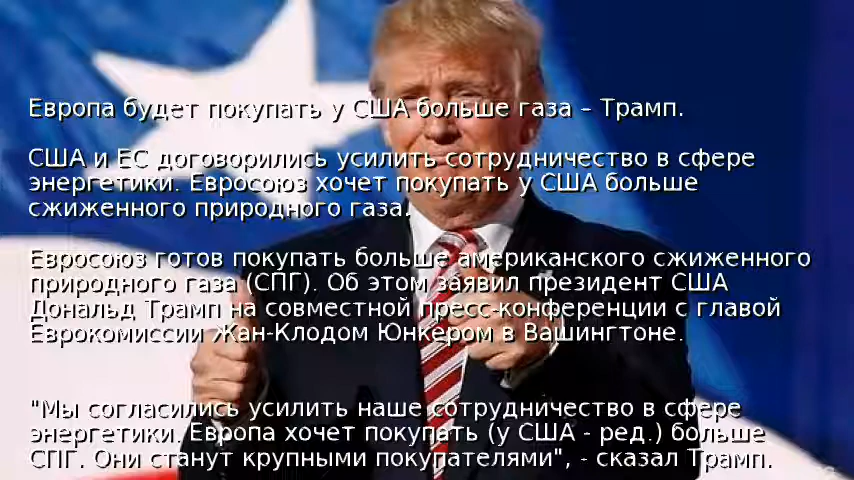 Европа будет покупать у США больше газа – Трамп.
США и ЕС договорились усилить сотрудничество в сфере
энергетики. Евросоюз хочет покупать у США больше
сжиженного природного газа.
Евросоюз готов покупать больше американского сжиженного
природного газа (СПГ). Об этом заявил президент США
Дональд Трамп на совместной пресс-конференции с главой
Еврокомиссии Жан-Клодом Юнкером в Вашингтоне.
"Мы согласились усилить наше сотрудничество в сфере
энергетики. Европа хочет покупать (у США - ред.) больше
СПГ. Они станут крупными покупателями", - сказал Трамп.